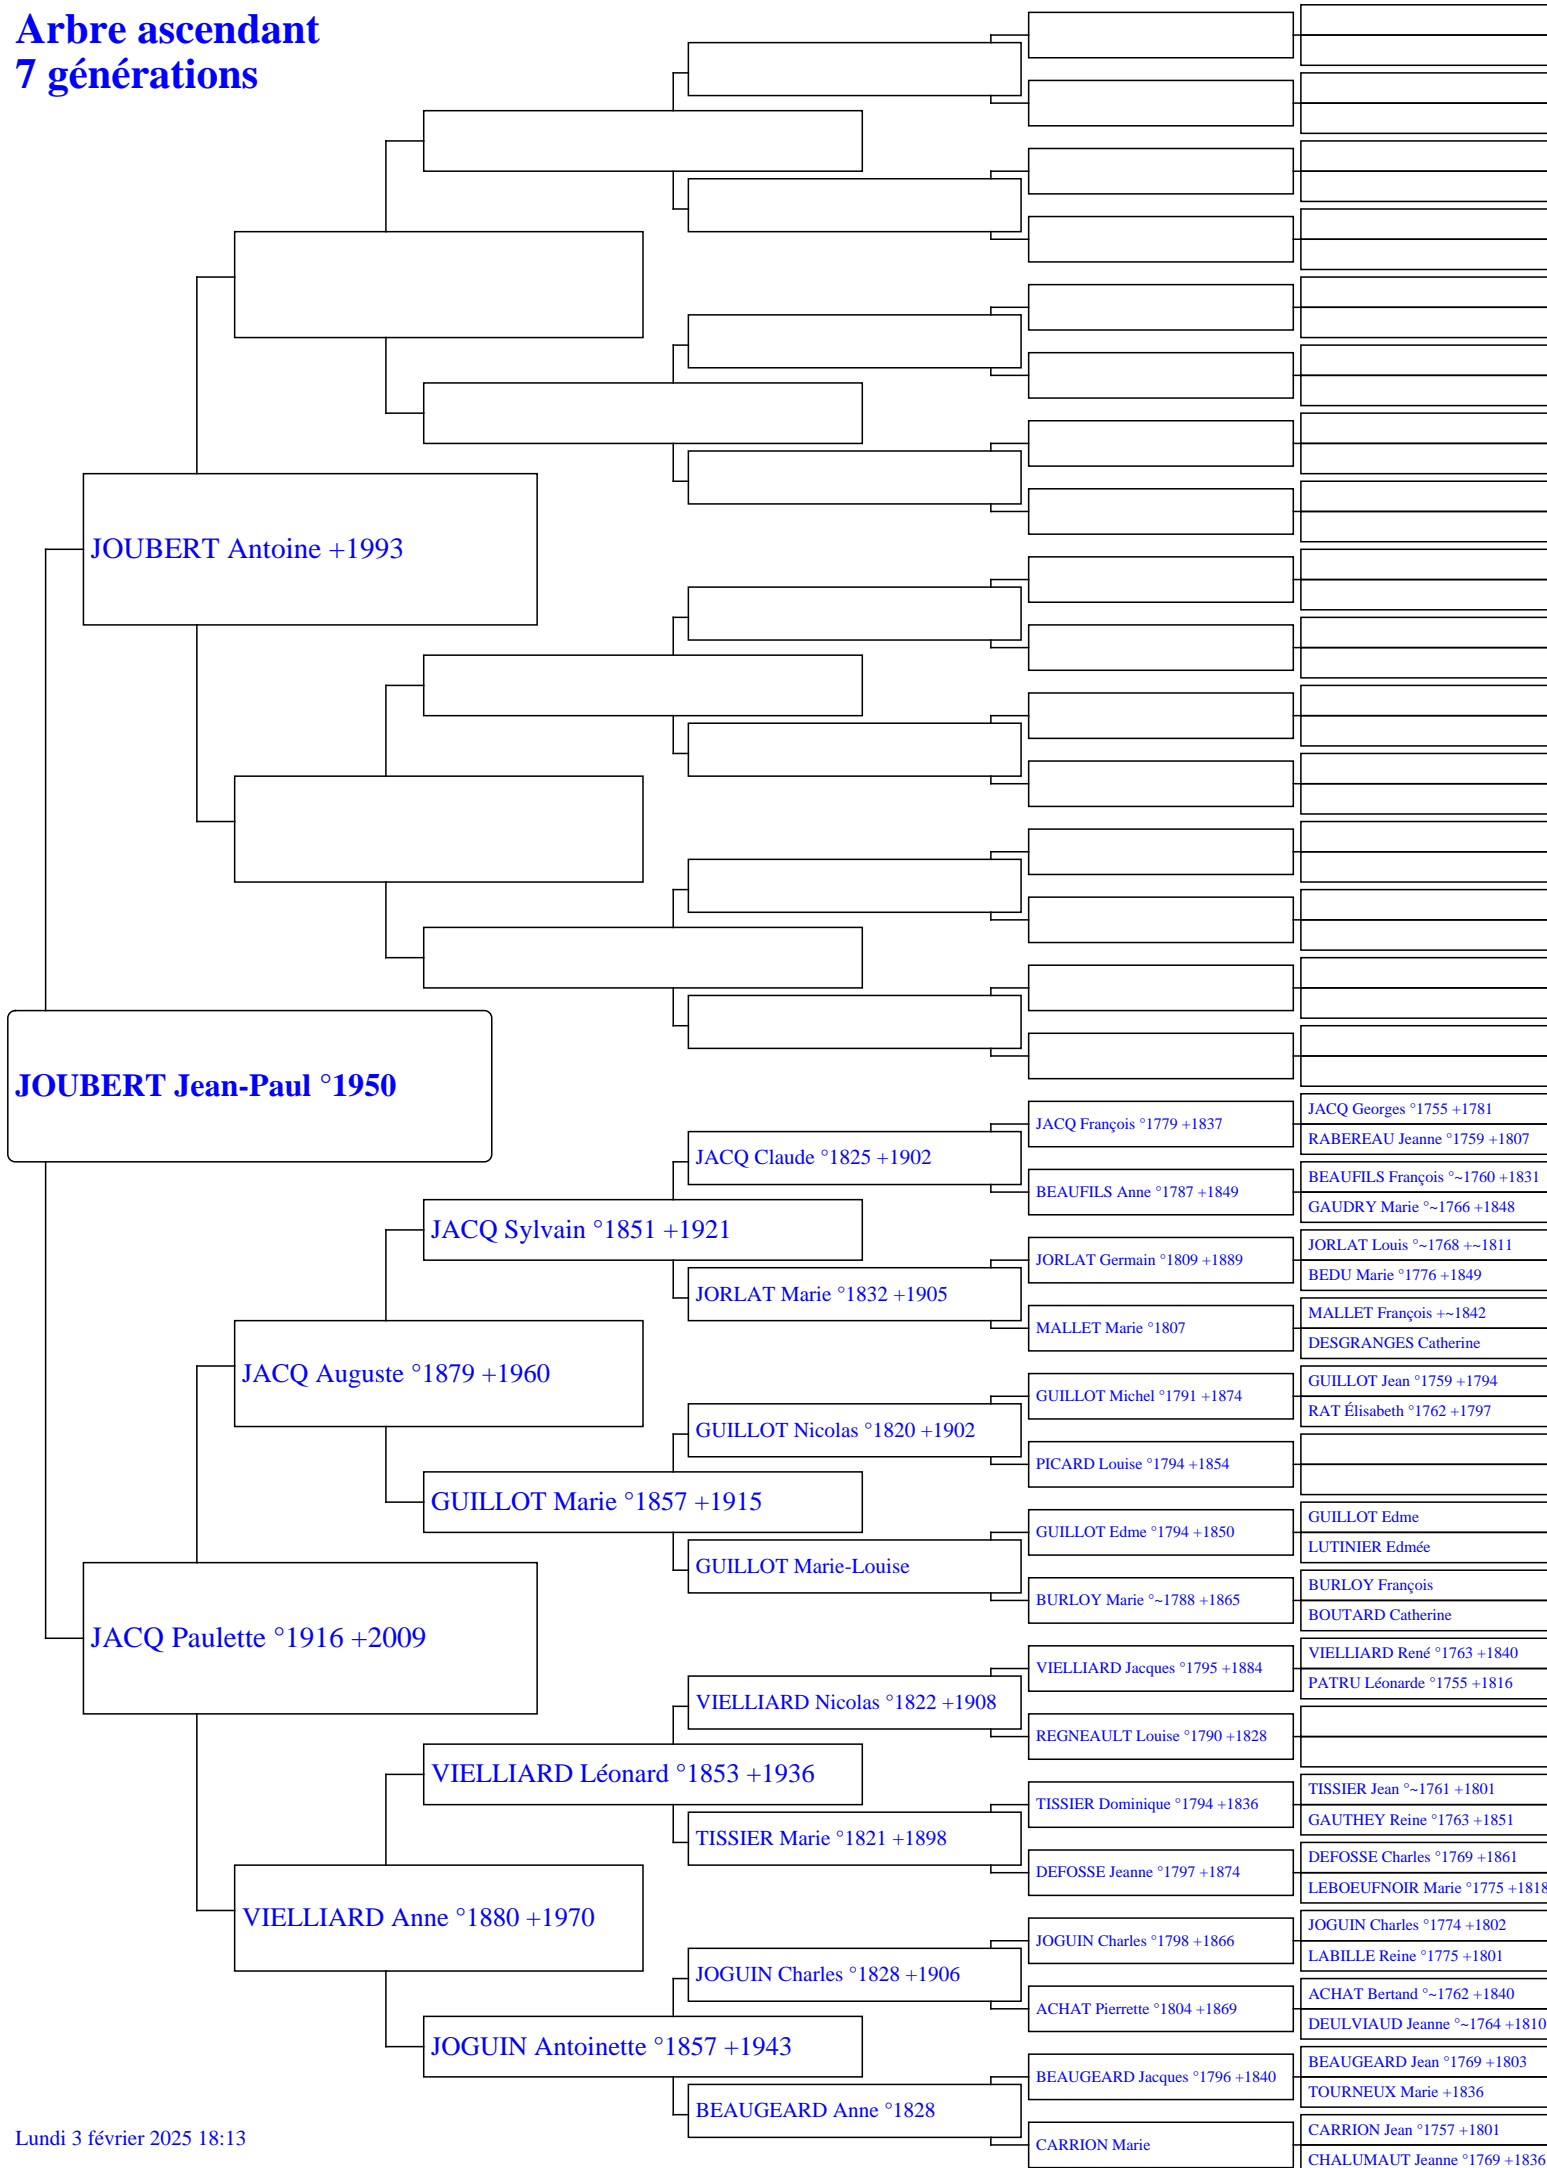 Arbre ascendant
7 générations
JOUBERT Antoine +1993
JOUBERT Jean-Paul °1950
JACQ Paulette °1916 +2009
JACQ Auguste °1879 +1960
VIELLIARD Anne °1880 +1970
JACQ Sylvain °1851 +1921
GUILLOT Marie °1857 +1915
VIELLIARD Léonard °1853 +1936
JOGUIN Antoinette °1857 +1943
JACQ Claude °1825 +1902
JORLAT Marie °1832 +1905
GUILLOT Nicolas °1820 +1902
GUILLOT Marie-Louise
VIELLIARD Nicolas °1822 +1908
TISSIER Marie °1821 +1898
JOGUIN Charles °1828 +1906
BEAUGEARD Anne °1828
JACQ François °1779 +1837
BEAUFILS Anne °1787 +1849
JORLAT Germain °1809 +1889
MALLET Marie °1807
GUILLOT Michel °1791 +1874
PICARD Louise °1794 +1854
GUILLOT Edme °1794 +1850
BURLOY Marie °~1788 +1865
VIELLIARD Jacques °1795 +1884
REGNEAULT Louise °1790 +1828
TISSIER Dominique °1794 +1836
DEFOSSE Jeanne °1797 +1874
JOGUIN Charles °1798 +1866
ACHAT Pierrette °1804 +1869
BEAUGEARD Jacques °1796 +1840
CARRION Marie
JACQ Georges °1755 +1781
RABEREAU Jeanne °1759 +1807
BEAUFILS François °~1760 +1831
GAUDRY Marie °~1766 +1848
JORLAT Louis °~1768 +~1811
BEDU Marie °1776 +1849
MALLET François +~1842
DESGRANGES Catherine
GUILLOT Jean °1759 +1794
RAT Élisabeth °1762 +1797
GUILLOT Edme
LUTINIER Edmée
BURLOY François
BOUTARD Catherine
VIELLIARD René °1763 +1840
PATRU Léonarde °1755 +1816
TISSIER Jean °~1761 +1801
GAUTHEY Reine °1763 +1851
DEFOSSE Charles °1769 +1861
LEBOEUFNOIR Marie °1775 +1818
JOGUIN Charles °1774 +1802
LABILLE Reine °1775 +1801
ACHAT Bertand °~1762 +1840
DEULVIAUD Jeanne °~1764 +1810
BEAUGEARD Jean °1769 +1803
TOURNEUX Marie +1836
CARRION Jean °1757 +1801
CHALUMAUT Jeanne °1769 +1836
Lundi 3 février 2025 18:13